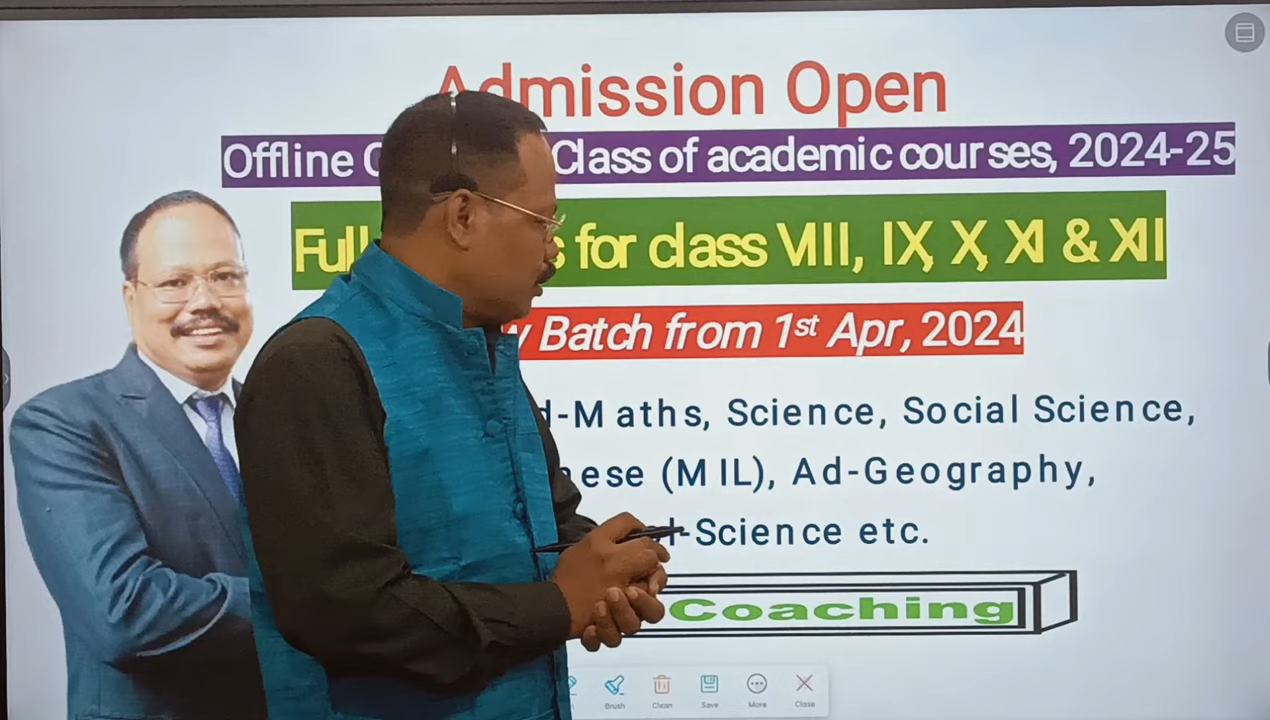 Admission Open
Offline Class of academic courses, 2024-25
Full for class VIII, IX, X, XI & XII
Batch from 1st Apr, 2024
-Maths, Science, Social Science,
(MIL), Ad-Geography,
-Science etc.
Coaching
Brush Clean Save More Close